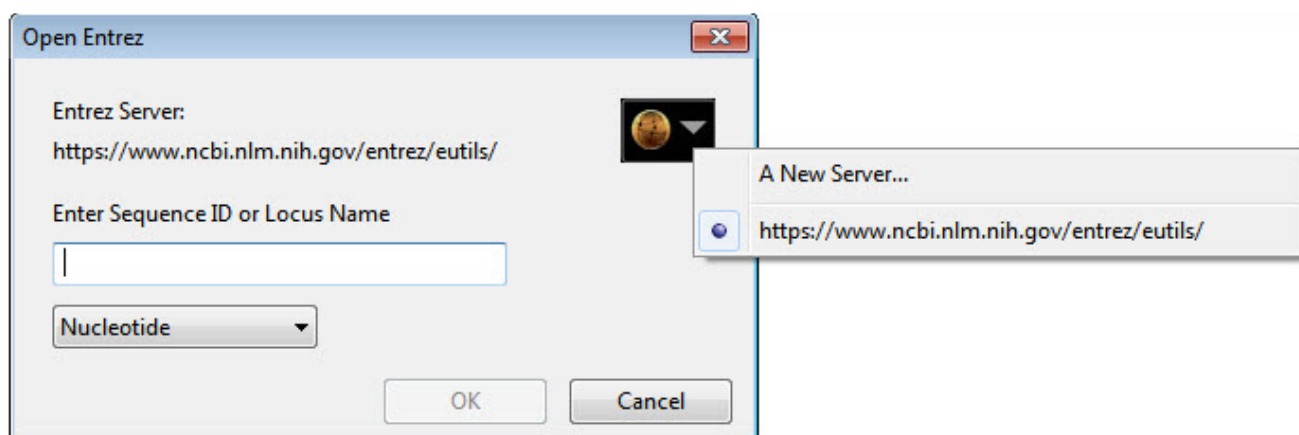 Open Entrez
Entrez Server:
https://www.ncbi.nlm.nih.gov/entrez/eutils/
A New Server...
https://www.ncbi.nlm.nih.gov/entrez/eutils/
Enter Sequence ID or Locus Name
Nucleotide
OK
Cancel